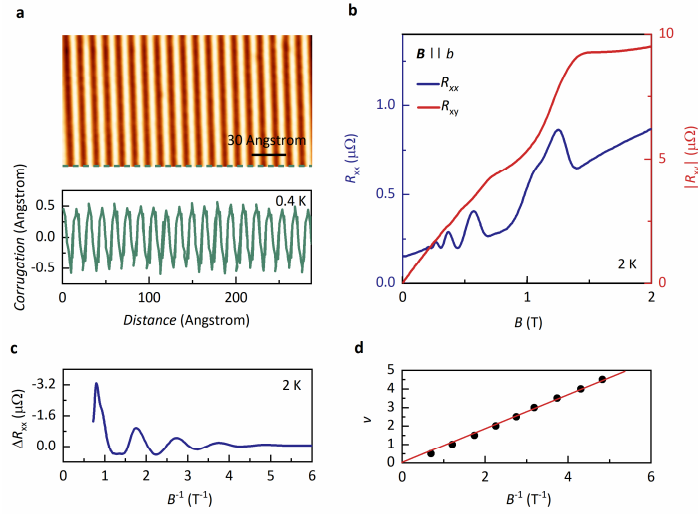 a
30 Angstrom
Corrugation (Angstrom)
0.5
0.0
-0.5
0.4 K
0
100
200
Distance (Angstrom)
b
B || b
Rxx
Rxy
1.0
0.5
0.0
Rxx (μΩ)
10
5
0
|Rxy| (μΩ)
2 K
0
1
2
B (T)
c
2 K
-3.2
-1.6
0.0
ΔRxx (μΩ)
0
1
2
3
4
5
6
B-1 (T-1)
d
5
4
3
2
1
0
ν
0
2
4
6
B-1 (T-1)